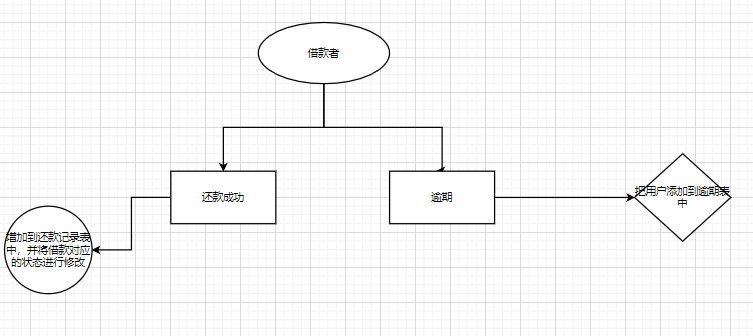 借款者
还款成功
逾期
把用户添加到逾期表
中
增加到还款记录表
中，并将借款对应
的状态进行修改